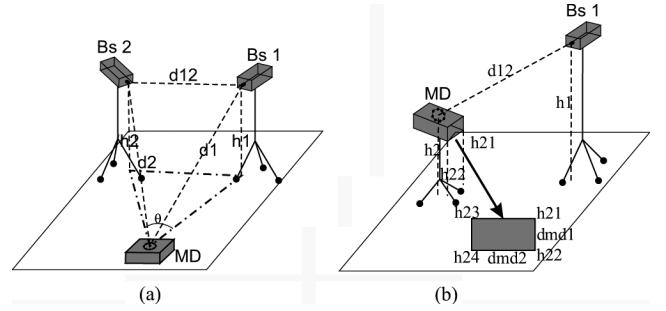 Bs 2
Bs 1
d12
h2
d2
d1
h1
θ
MD
(a)
Bs 1
d12
MD
h1
h2
h21
h22
h23
h21
dmd1
h24
dmd2
h22
(b)